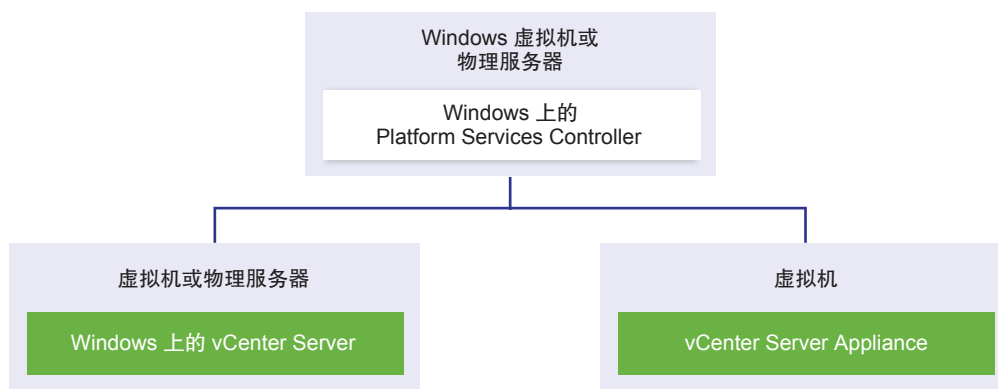 Windows 虚拟机或
物理服务器
Windows 上的
Platform Services Controller
虚拟机或物理服务器
Windows 上的 vCenter Server
虚拟机
vCenter Server Appliance